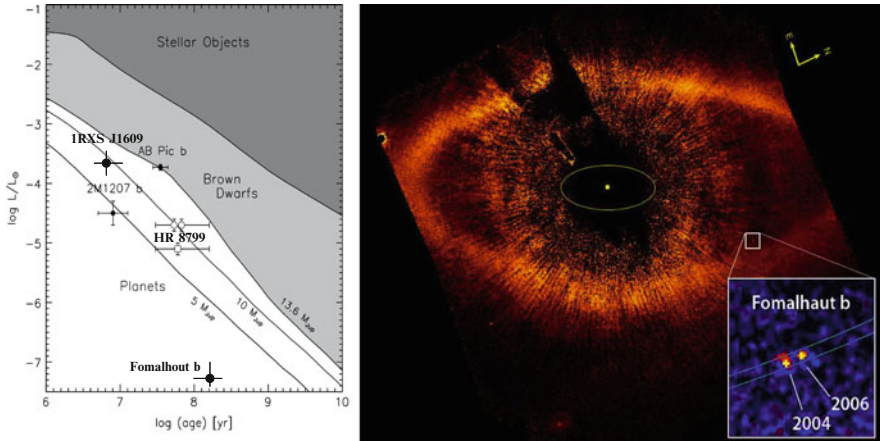 -1
-2
-3
-4
-5
-6
-7
log L/L⊙
Stellar Objects
1RXS J1609
AB Pic b
Brown
Dwarfs
2M1207 b
HR 8799
Planets
5 MJup
10 MJup
13.6 MJup
Fomalhout b
6 7 8 9 10
log (age) [yr]
E
N
Fomalhaut b
2006
2004